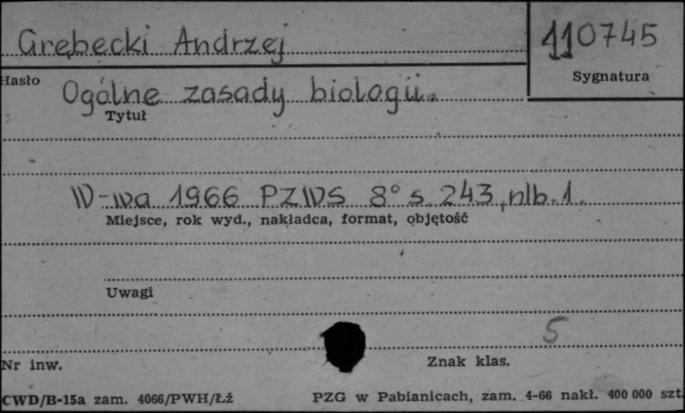 Grębecki Andrzej
110745
Hasło
Sygnatura
Ogólne zasady biologii.
Tytuł
W-wa 1966 PZWS 8° s. 243, nlb. 1.
Miejsce, rok wyd., nakładca, format, objętość
Uwagi
5
Nr inw.
Znak klas.
CWD/B-15a zam. 4066/PWH/Łź
PZG w Pabianicach, zam. 4-66 nakł. 400 000 szt.